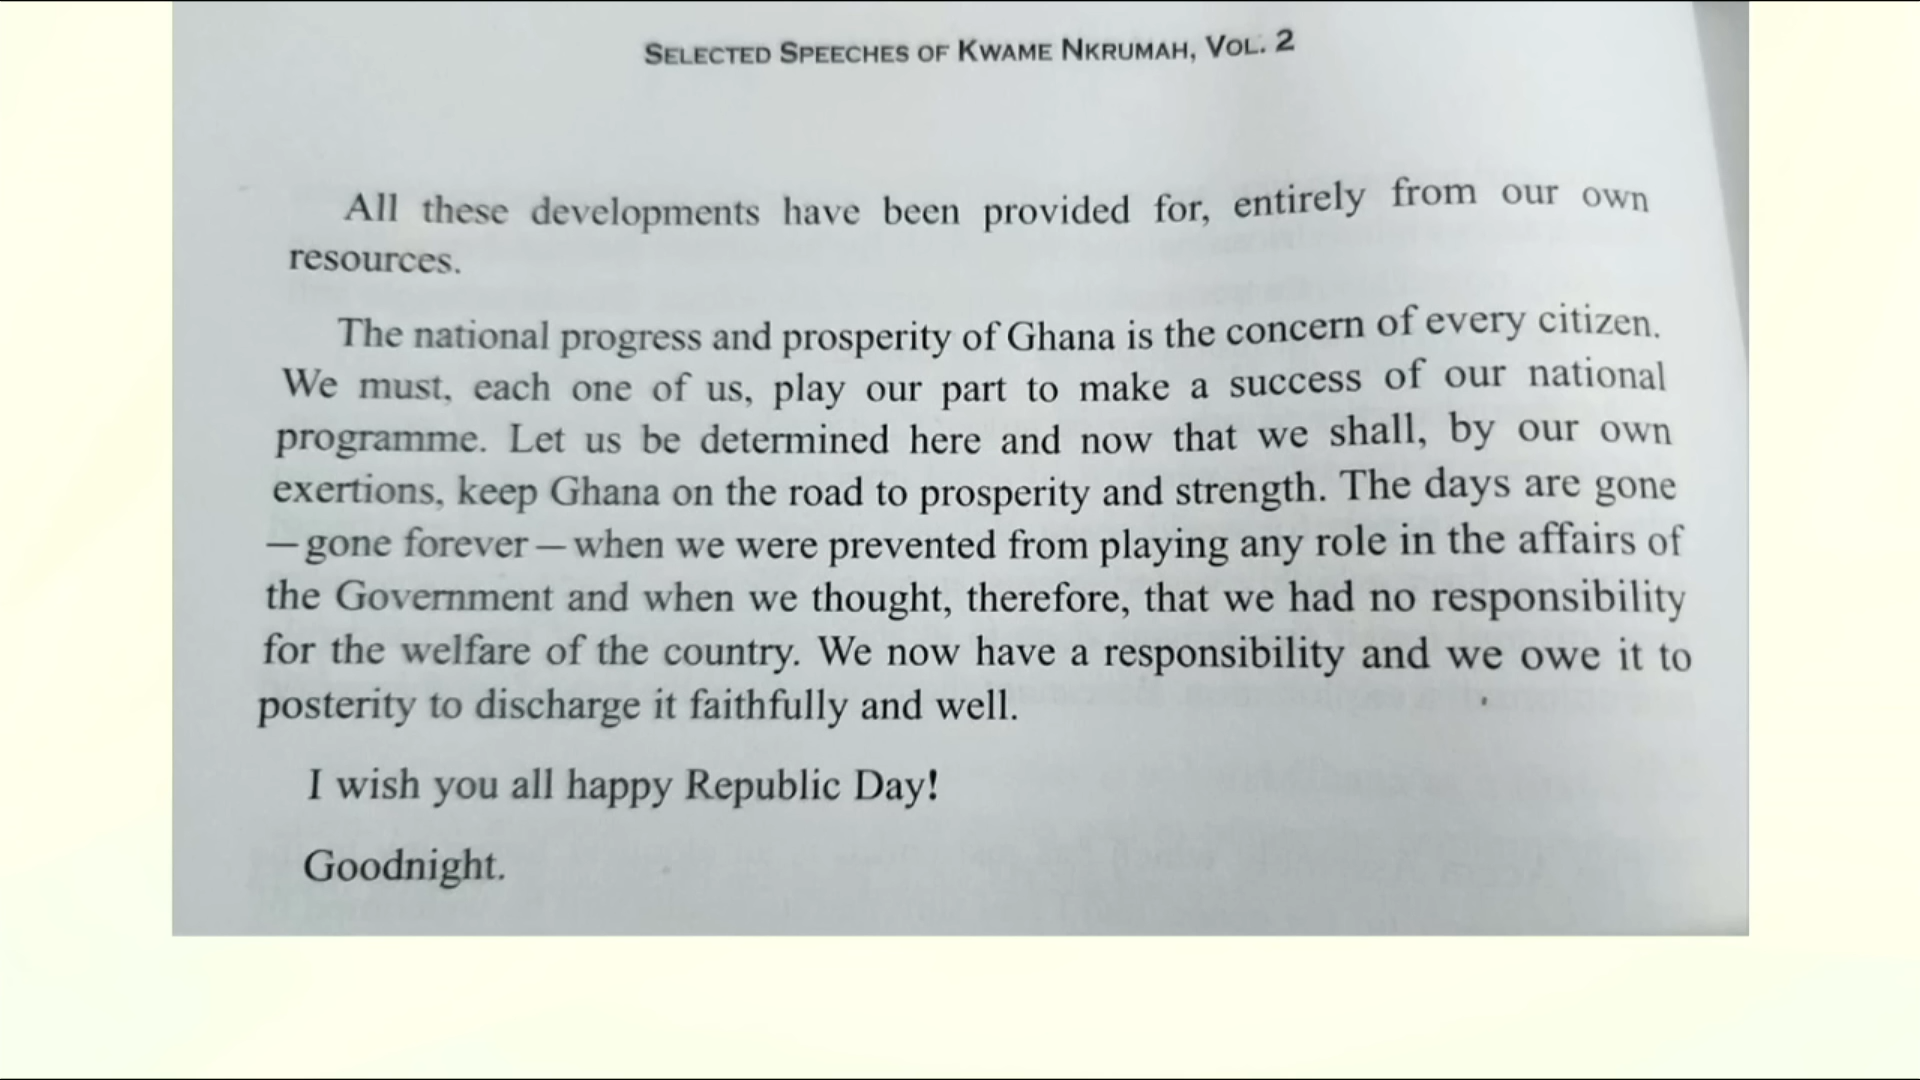 SELECTED SPEECHES OF KWAME NKRUMAH, VOL. 2
All these developments have been provided for, entirely from our own
resources.
The national progress and prosperity of Ghana is the concern of every citizen.
We must, each one of us, play our part to make a success of our national
programme. Let us be determined here and now that we shall, by our own
exertions, keep Ghana on the road to prosperity and strength. The days are gone
— gone forever — when we were prevented from playing any role in the affairs of
the Government and when we thought, therefore, that we had no responsibility
for the welfare of the country. We now have a responsibility and we owe it to
posterity to discharge it faithfully and well.
I wish you all happy Republic Day!
Goodnight.